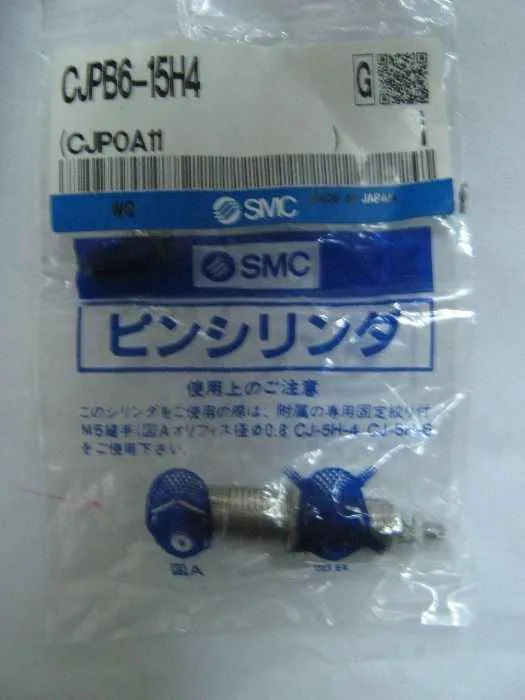 CJPB6-15H4
G
(CJP0A11 )
WQ SMC MADE IN JAPAN
SMC
ピンシリンダ
使用上のご注意
このシリンダをご使用の際は、附属の専用固定絞り付
M5継手(図Aオリフィス径φ0.8 CJ-5H-4, CJ-5H-6
をご使用下さい。
図A